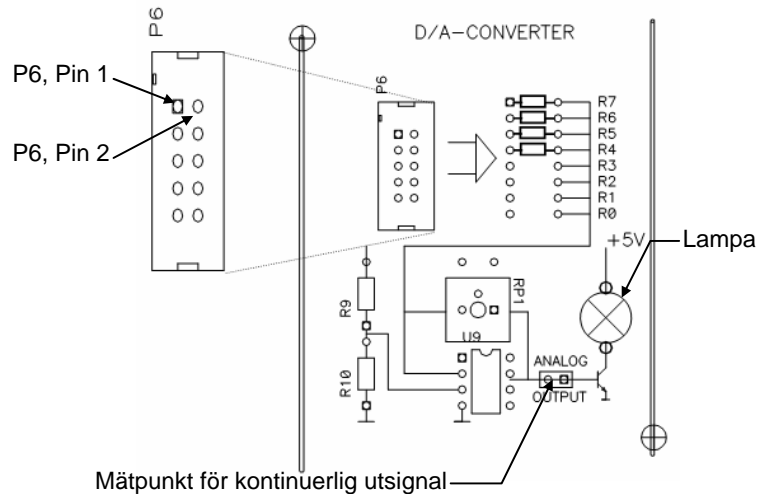 P6
D/A-CONVERTER
P6, Pin 1
P6
R7
R6
R5
R4
R3
R2
R1
R0
P6, Pin 2
+5V
Lampa
R9
RP1
U9
R10
ANALOG
OUTPUT
Mätpunkt för kontinuerlig utsignal